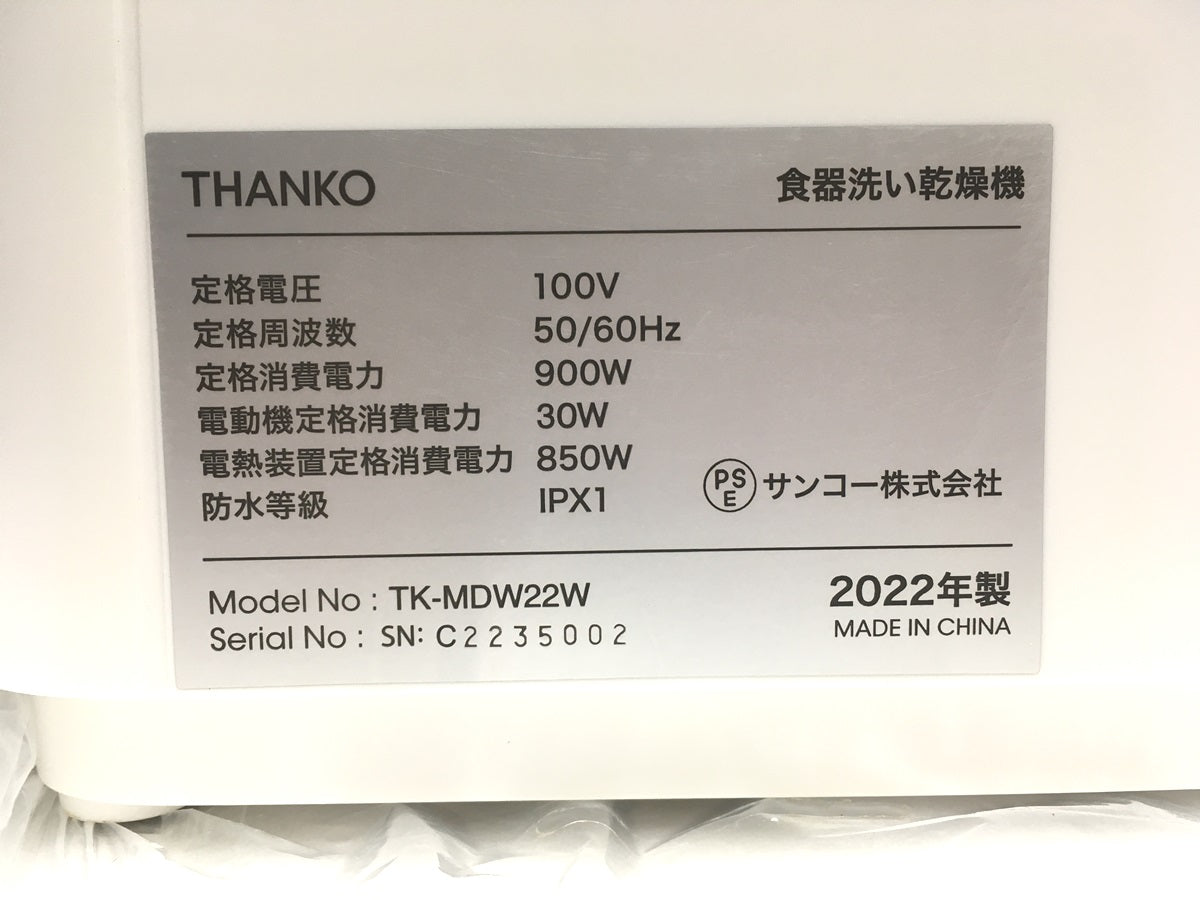 THANKO 食器洗い乾燥機
定格電圧 100V
定格周波数 50/60Hz
定格消費電力 900W
電動機定格消費電力 30W
電熱装置定格消費電力 850W
防水等級 IPX1
PSE サンコー株式会社
Model No : TK-MDW22W
Serial No : SN: C2235002
2022年製
MADE IN CHINA